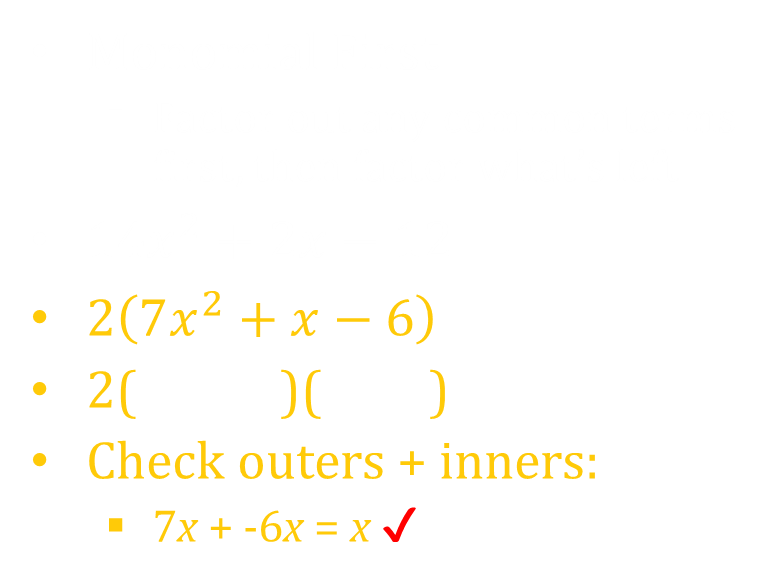 • 2(7x² + x − 6)
• 2( )( )
• Check outers + inners:
▪ 7x + -6x = x ✓